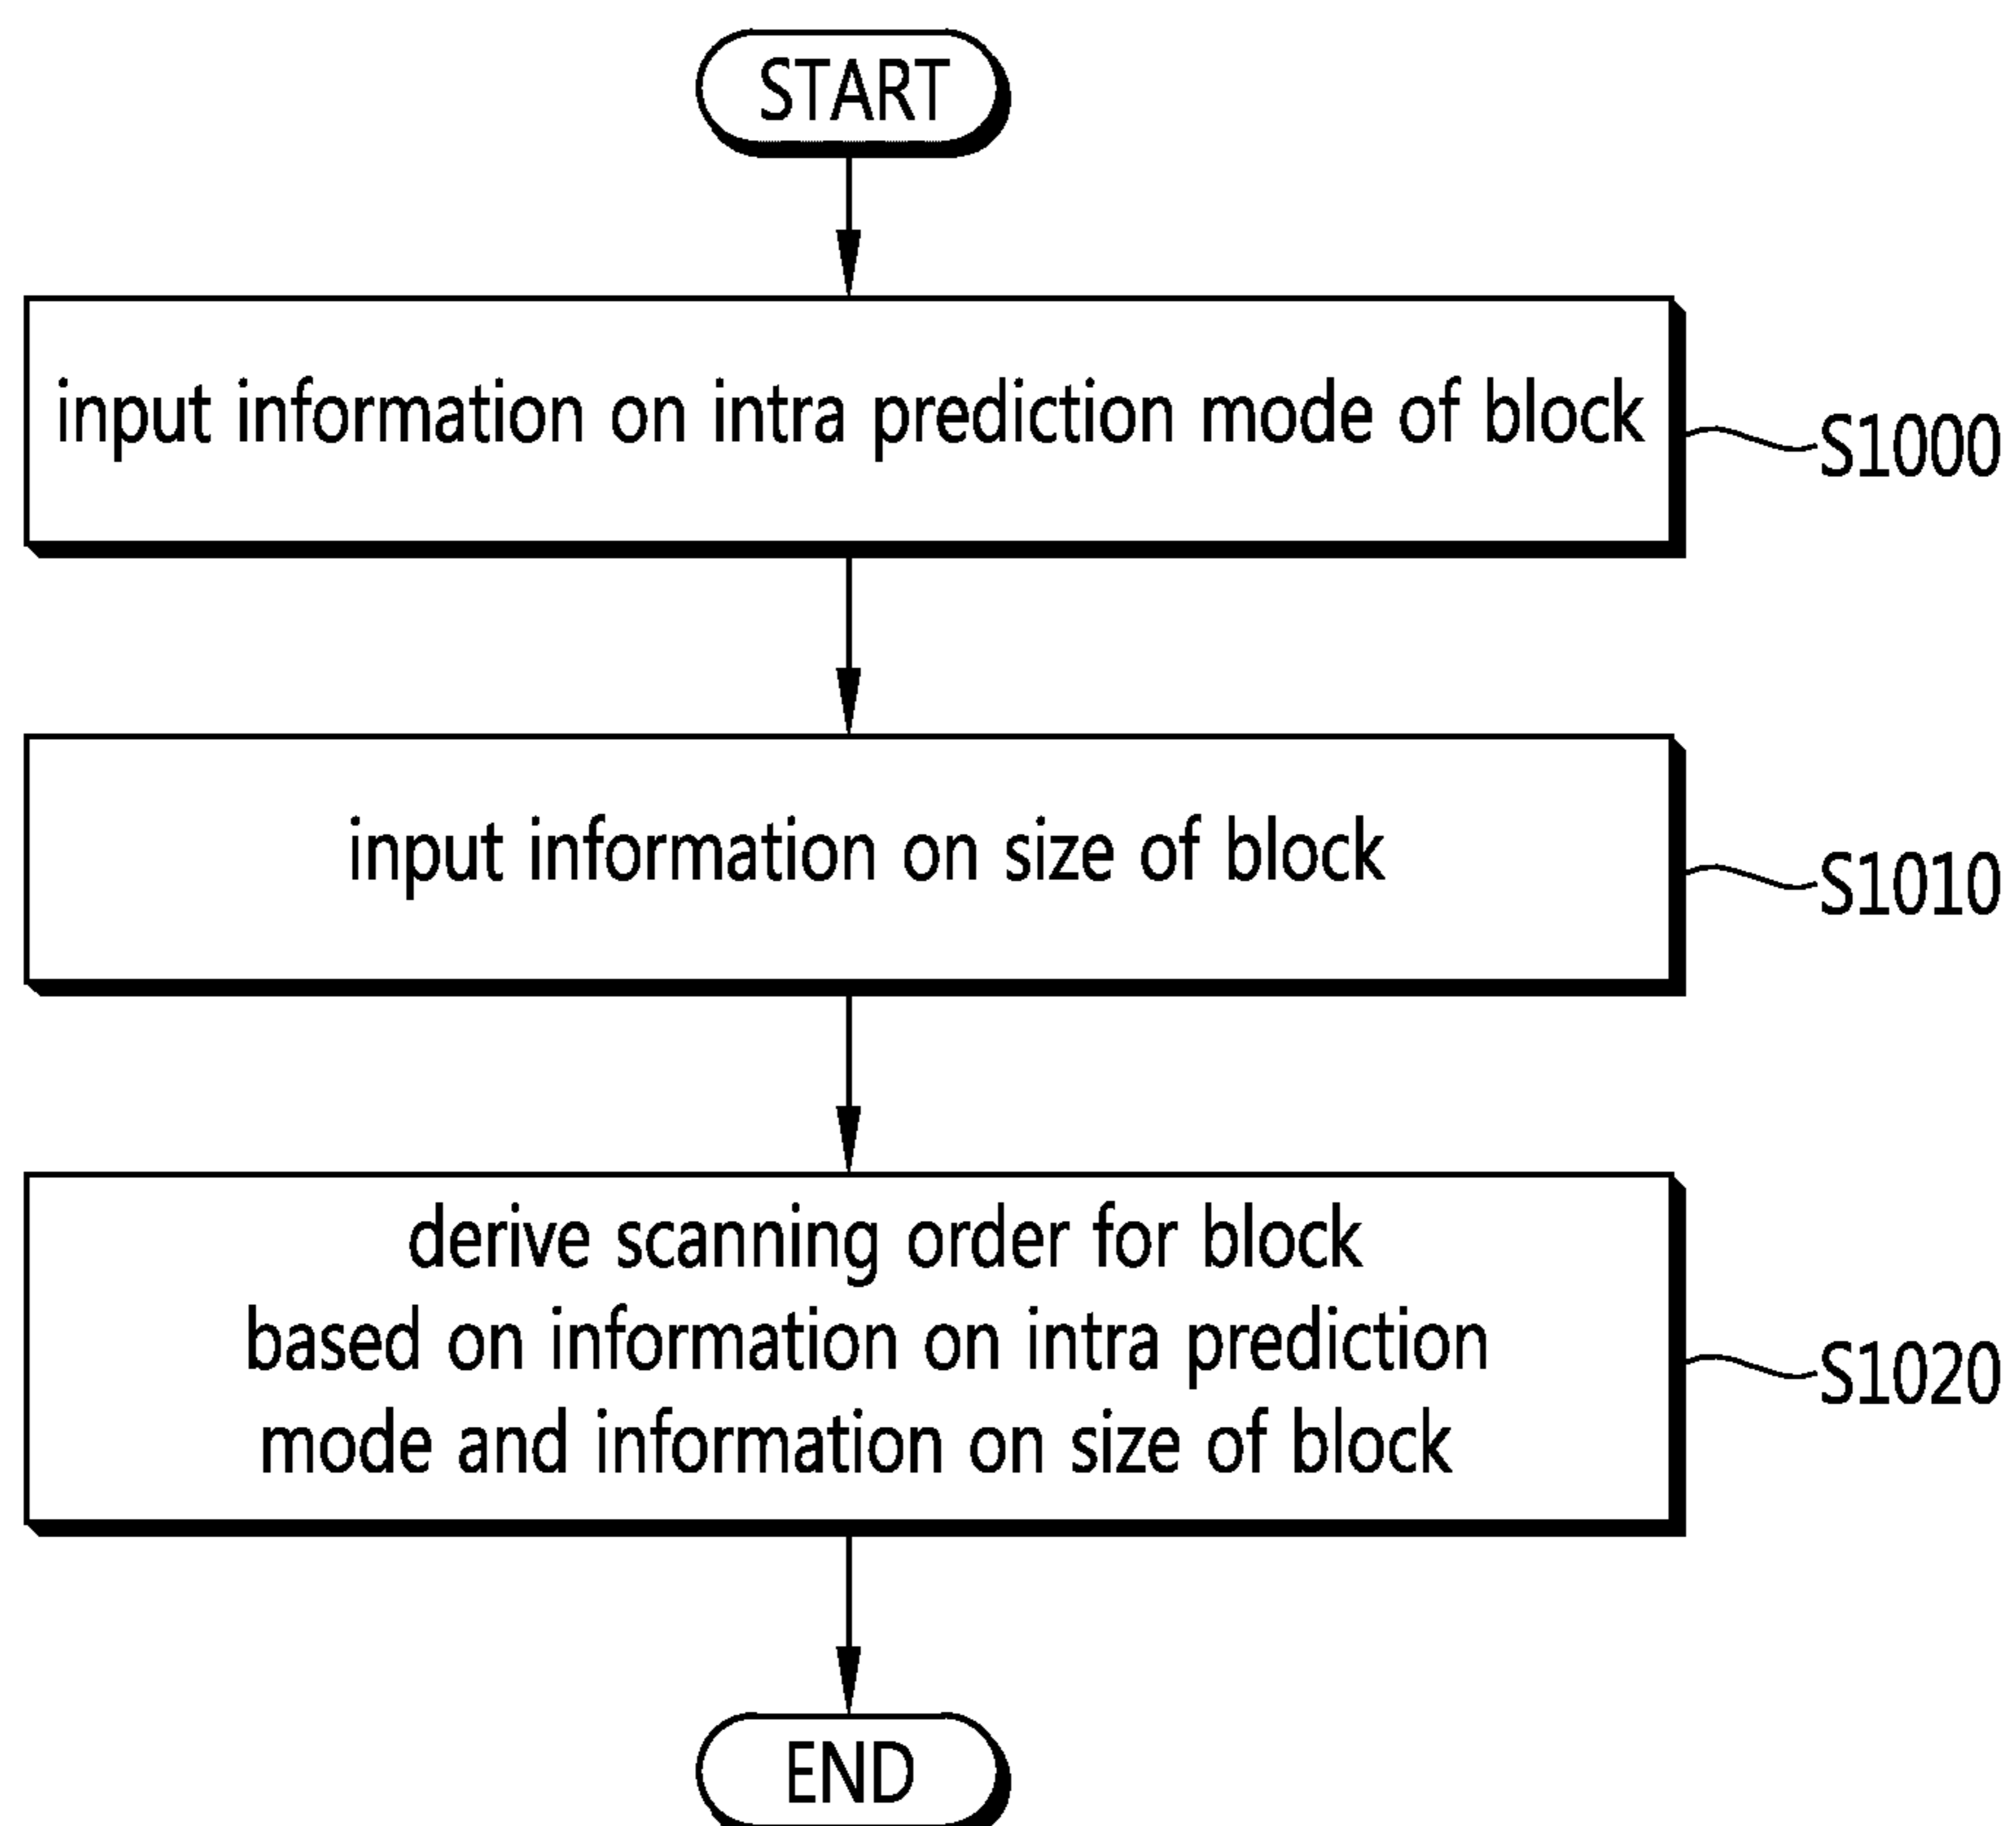 START
input information on intra prediction mode of block
S1000
input information on size of block
S1010
derive scanning order for block
based on information on intra prediction
mode and information on size of block
S1020
END